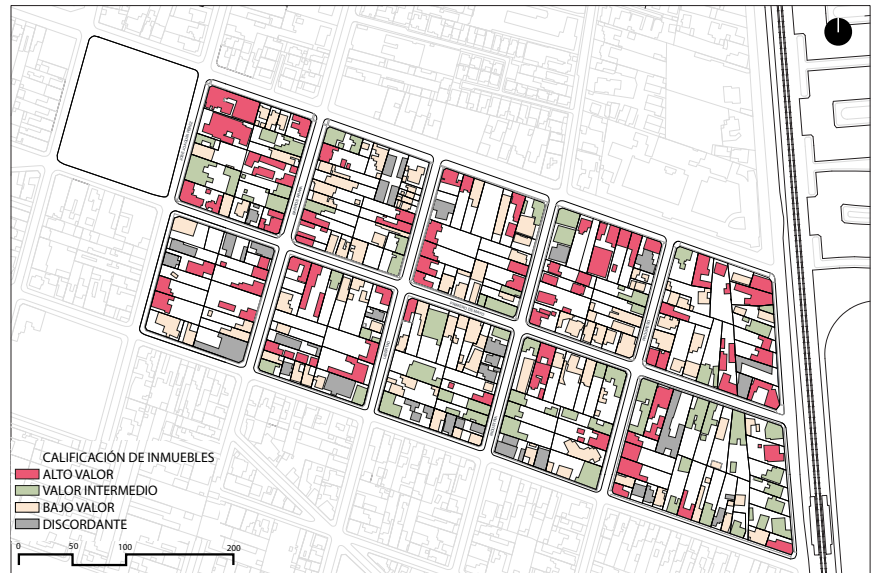 CALIFICACIÓN DE INMUEBLES
ALTO VALOR
VALOR INTERMEDIO
BAJO VALOR
DISCORDANTE
0 50 100 200